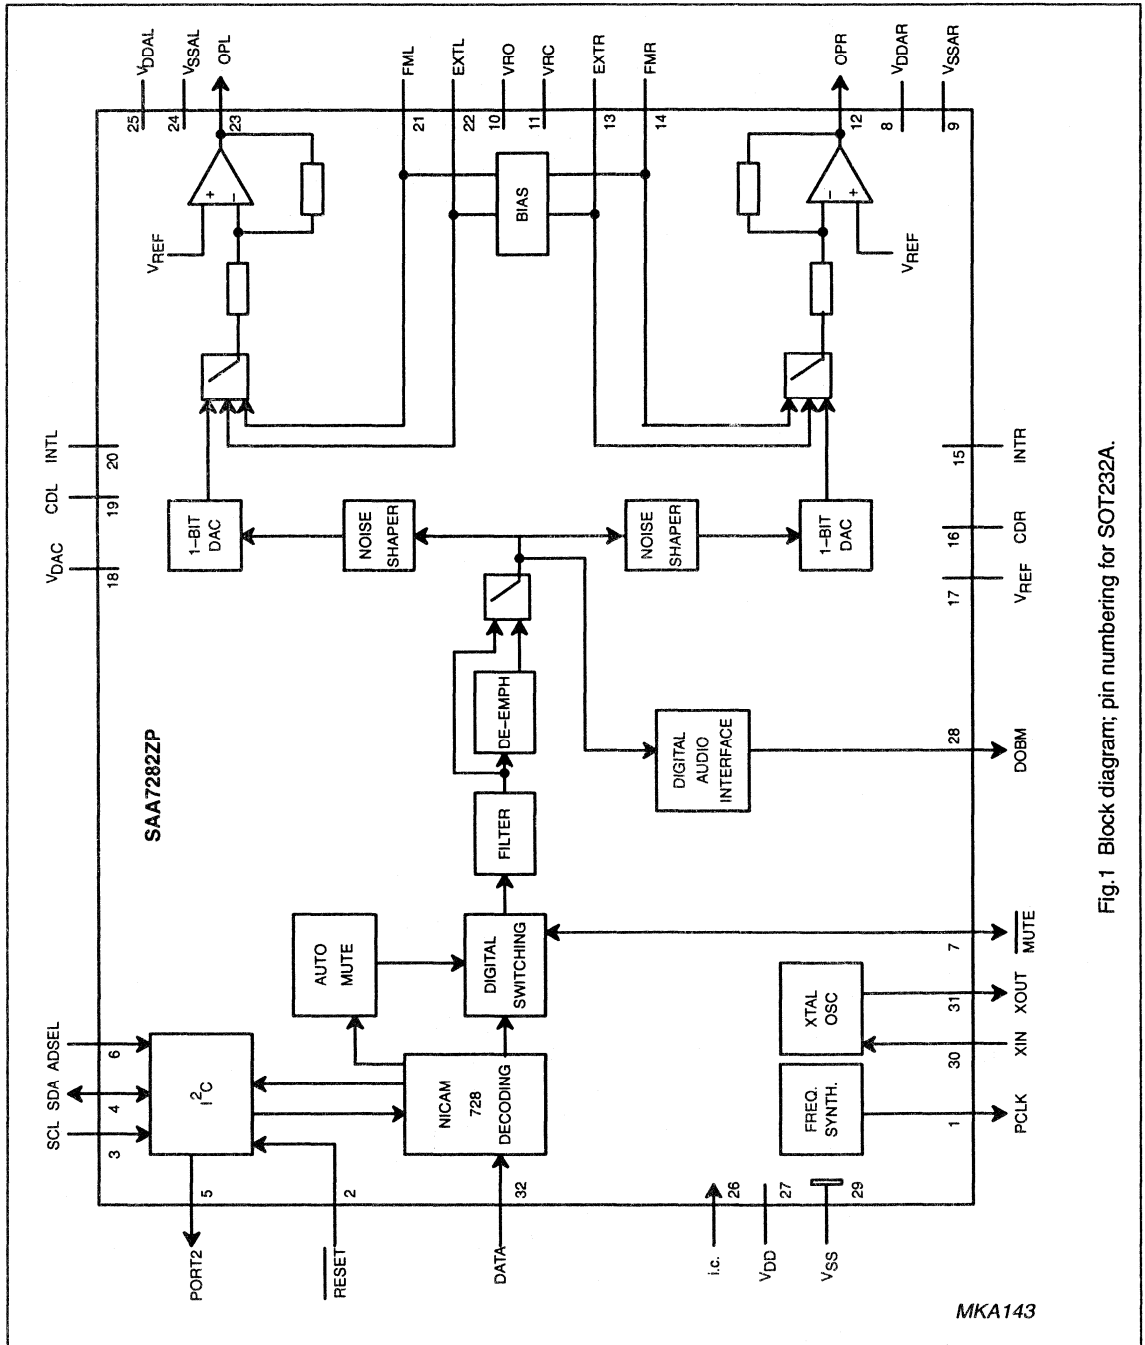 SAA7282ZP
VDDAL
25
VSSAL
24
OPL
23
FML
21
EXTL
22
VRO
10
VRC
11
EXTR
13
FMR
14
OPR
12
VDDAR
8
VSSAR
9
+
−
VREF
BIAS
−
+
VREF
INTL
20
CDL
19
VDAC
18
1–BIT
DAC
NOISE
SHAPER
NOISE
SHAPER
1–BIT
DAC
15
INTR
16
CDR
17
VREF
DE–EMPH
FILTER
DIGITAL
AUDIO
INTERFACE
28
DOBM
AUTO
MUTE
DIGITAL
SWITCHING
7
MUTE
ADSEL
6
SDA
4
SCL
3
I2C
NICAM
728
DECODING
XTAL
OSC
31
XOUT
30
XIN
FREQ.
SYNTH.
1
PCLK
5
PORT2
2
RESET
32
DATA
26
i.c.
27
VDD
29
VSS
MKA143
Fig.1 Block diagram; pin numbering for SOT232A.